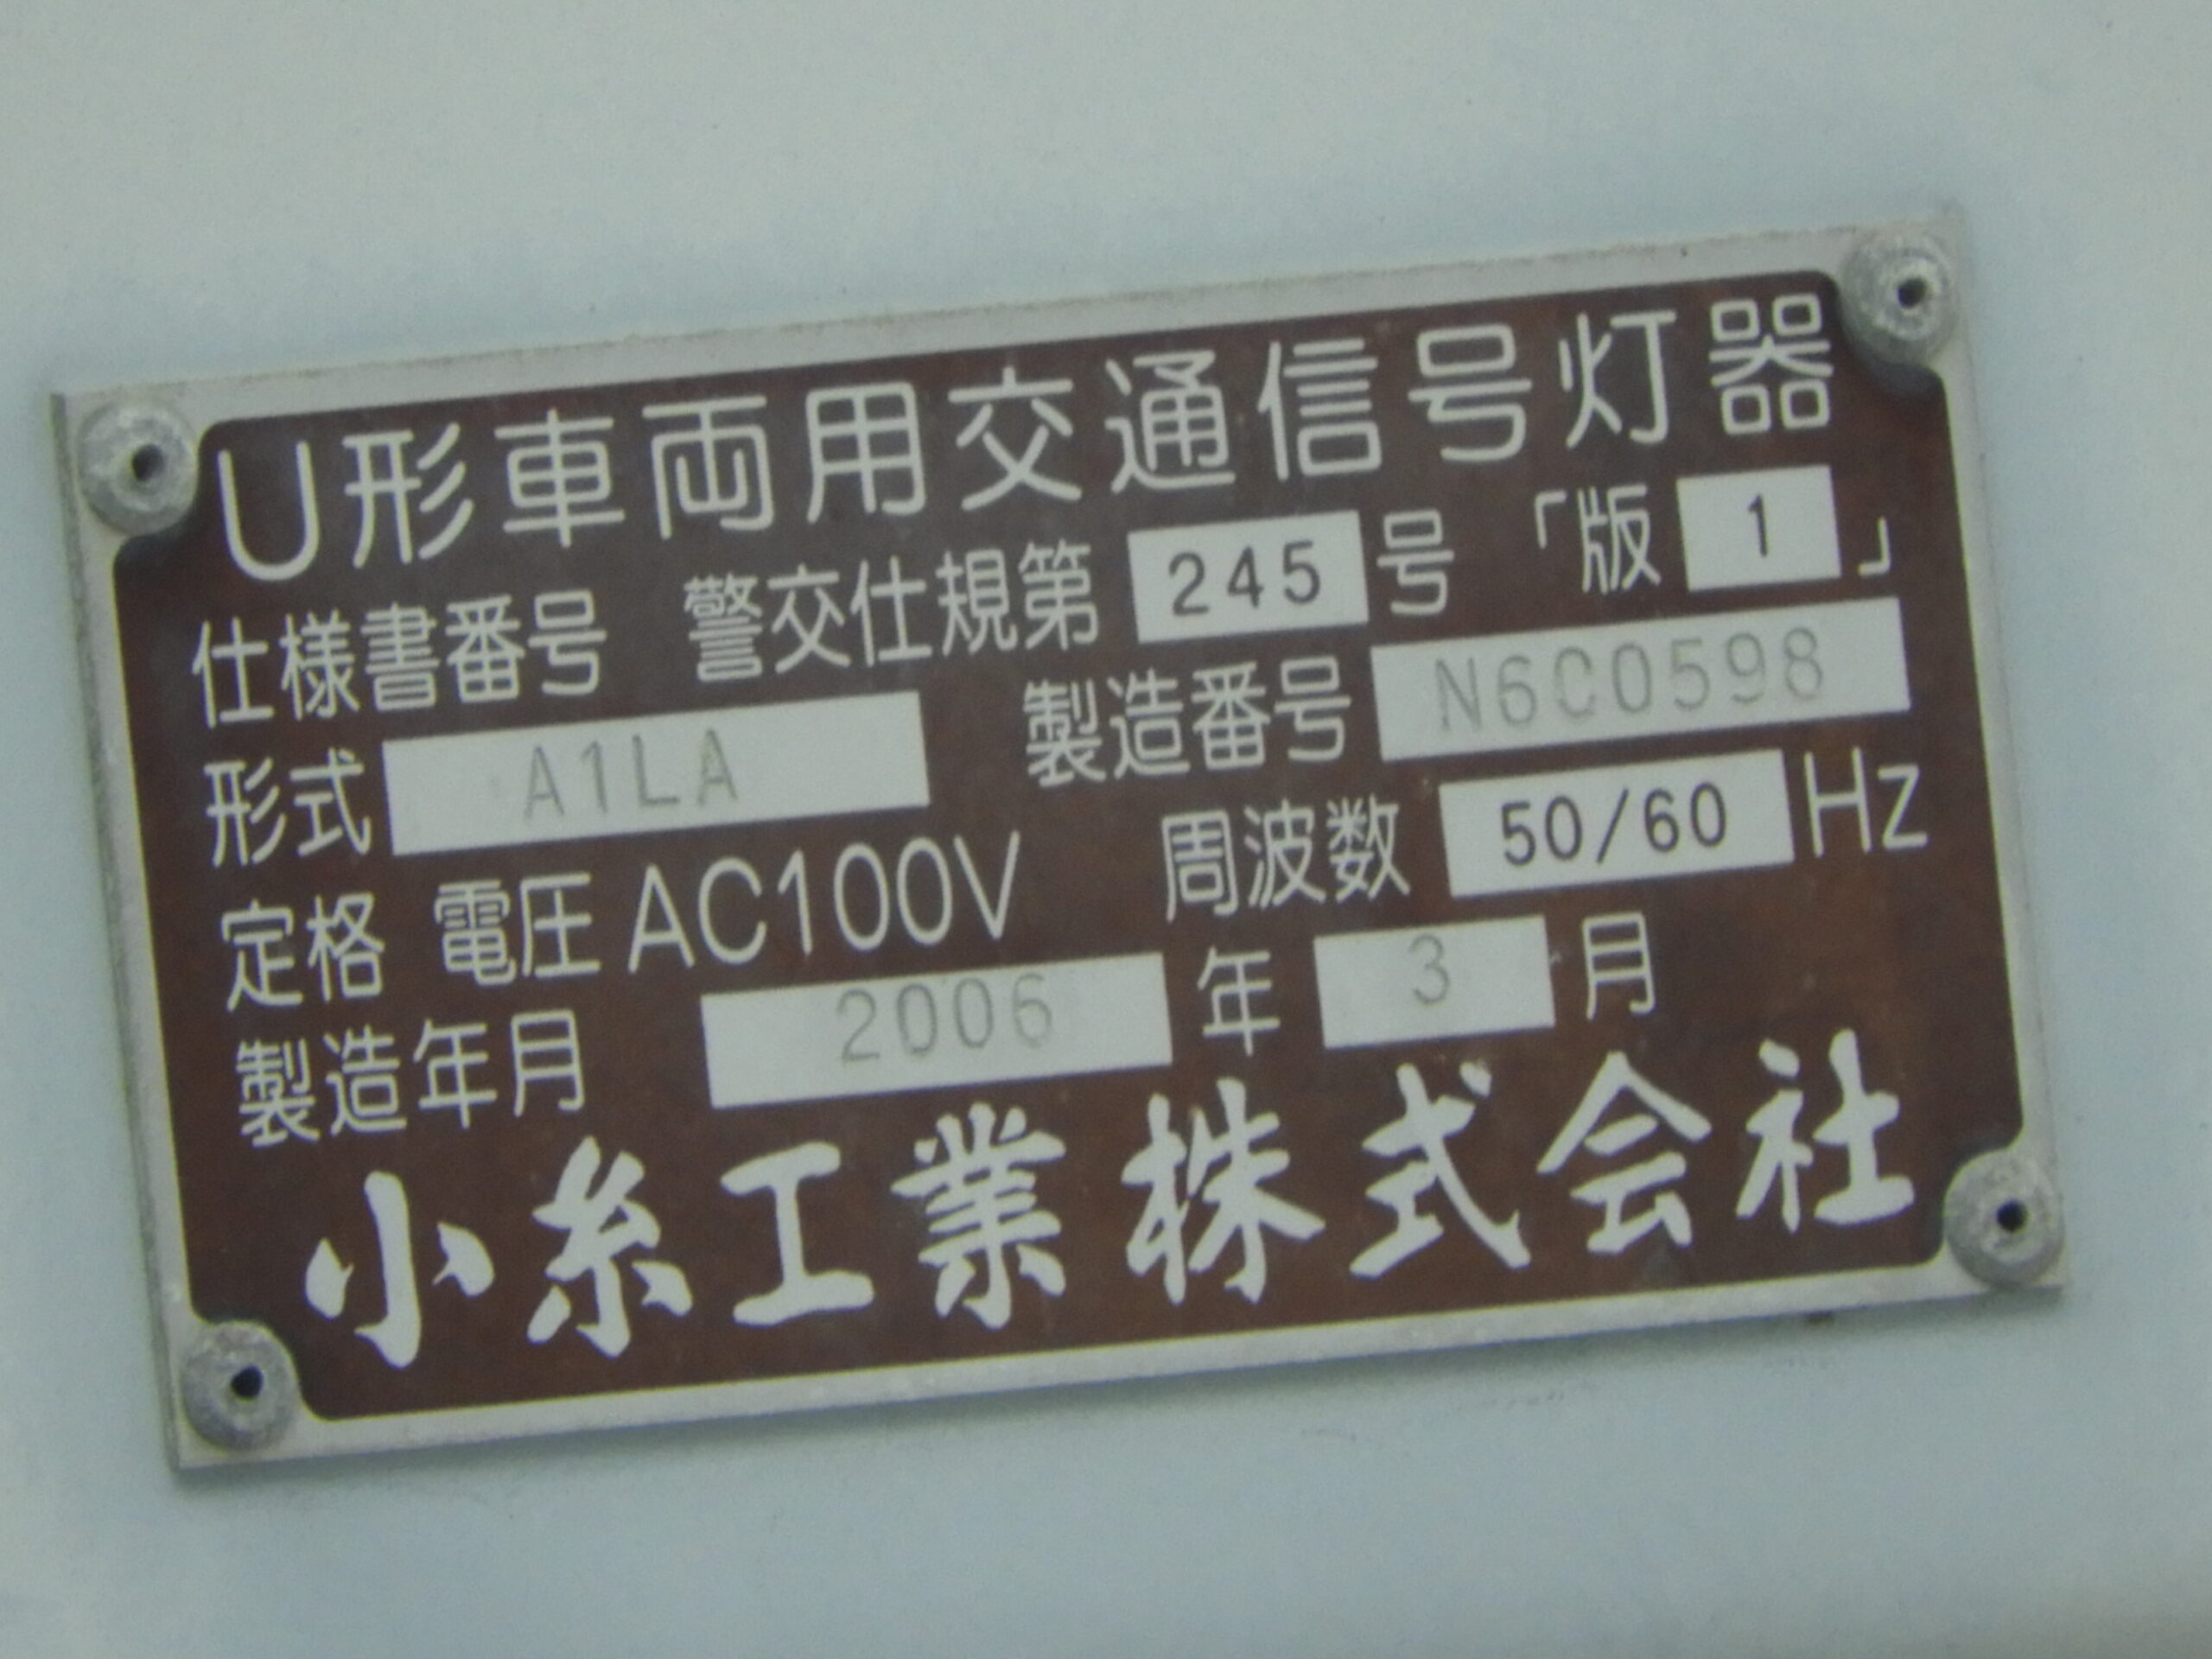 U形車両用交通信号灯器
仕様書番号 警交仕規第 245 号 「版 1 」
形式 A1LA 製造番号 N6C0598
定格 電圧 AC100V 周波数 50/60 Hz
製造年月 2006 年 3 月
小糸工業株式会社